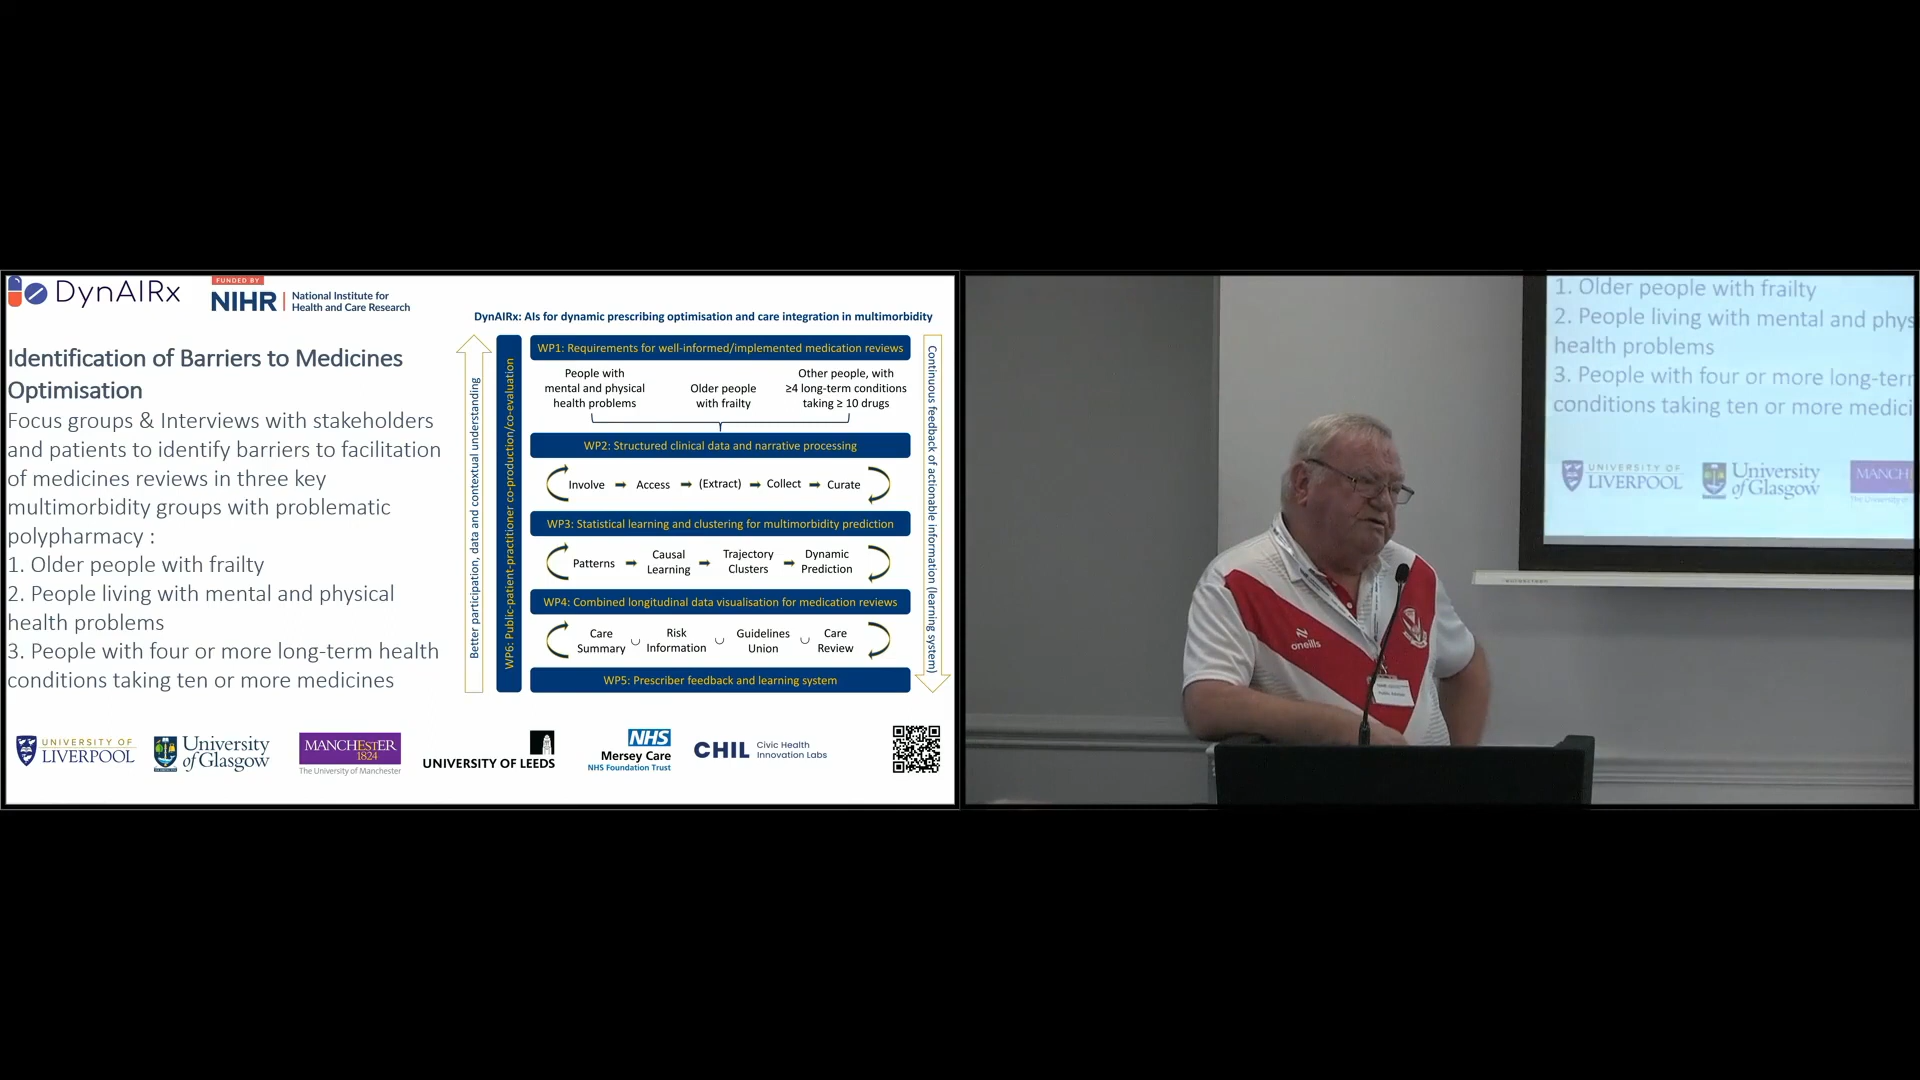 DynAIRx
FUNDED BY
NIHR | National Institute for
Health and Care Research
Identification of Barriers to Medicines
Optimisation
Focus groups & Interviews with stakeholders
and patients to identify barriers to facilitation
of medicines reviews in three key
multimorbidity groups with problematic
polypharmacy :
1. Older people with frailty
2. People living with mental and physical
health problems
3. People with four or more long-term health
conditions taking ten or more medicines
DynAIRx: AIs for dynamic prescribing optimisation and care integration in multimorbidity
Better participation, data and contextual understanding
WP6: Public-patient-practitioner co-production/co-evaluation
WP1: Requirements for well-informed/implemented medication reviews
People with
mental and physical
health problems
Older people
with frailty
Other people, with
≥4 long-term conditions
taking ≥ 10 drugs
WP2: Structured clinical data and narrative processing
Involve
Access
(Extract)
Collect
Curate
WP3: Statistical learning and clustering for multimorbidity prediction
Patterns
Causal
Learning
Trajectory
Clusters
Dynamic
Prediction
WP4: Combined longitudinal data visualisation for medication reviews
Care
Summary
Risk
Information
Guidelines
Union
Care
Review
WP5: Prescriber feedback and learning system
Continuous feedback of actionable information (learning system)
UNIVERSITY OF
LIVERPOOL
University
of Glasgow
MANCHESTER
1824
The University of Manchester
UNIVERSITY OF LEEDS
NHS
Mersey Care
NHS Foundation Trust
CHIL
Civic Health
Innovation Labs
1. Older people with frailty
2. People living with mental and phys
health problems
3. People with four or more long-terr
conditions taking ten or more medici
UNIVERSITY OF
LIVERPOOL
University
of Glasgow
MANCH
The University
oneills